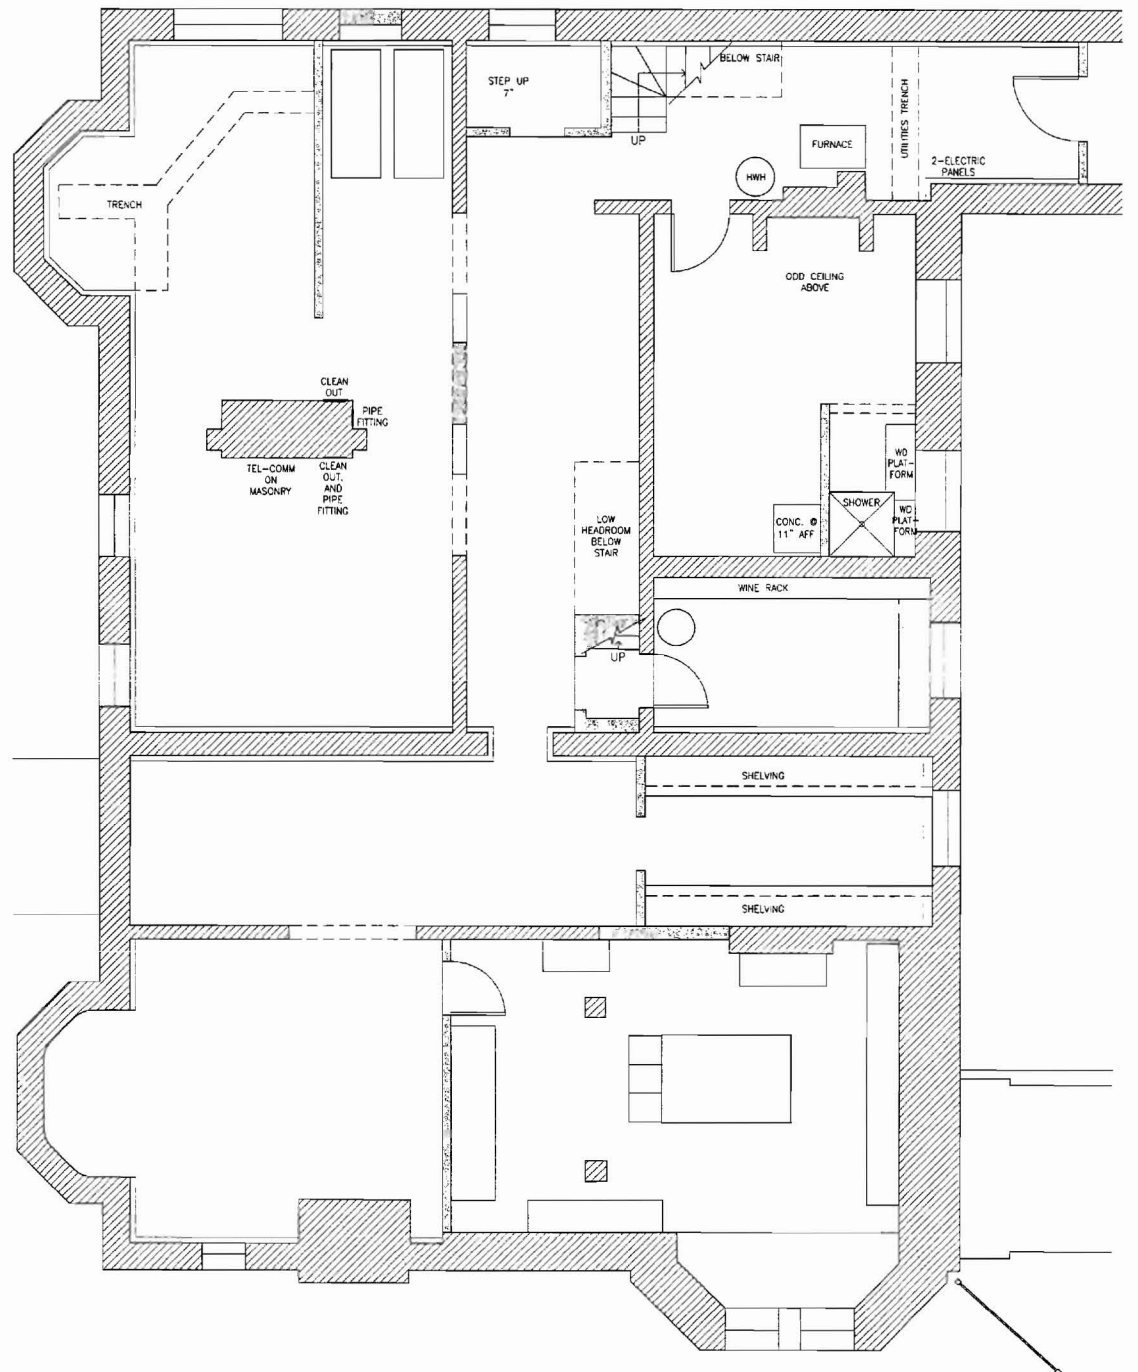 BELOW STAIR
STEP UP
7"
UP
UTILITIES TRENCH
FURNACE
2-ELECTRIC
PANELS
HWH
TRENCH
ODD CEILING
ABOVE
CLEAN
OUT
PIPE
FITTING
TEL-COMM
ON
MASONRY
CLEAN
OUT,
AND
PIPE
FITTING
WD
PLAT-
FORM
SHOWER
WD
PLAT-
FORM
CONC. @
11" AFF
LOW
HEADROOM
BELOW
STAIR
WINE RACK
UP
SHELVING
SHELVING